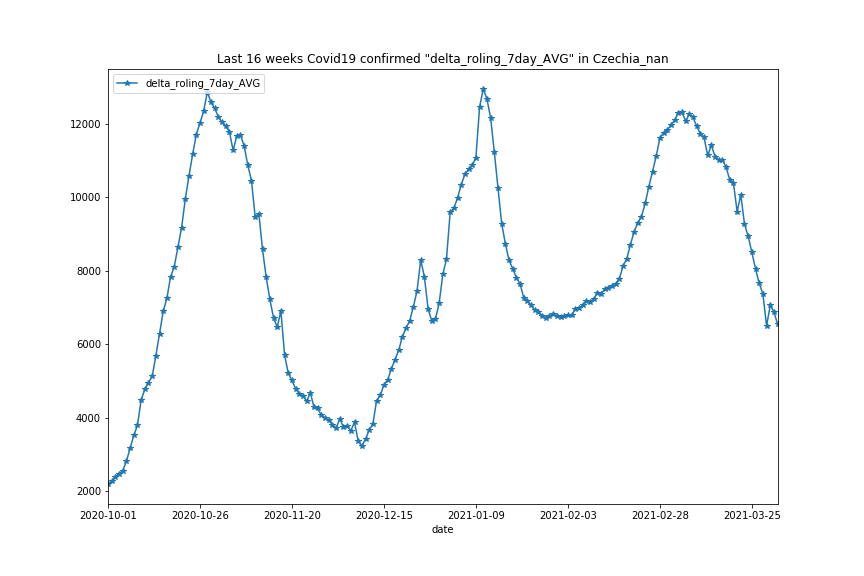 Last 16 weeks Covid19 confirmed "delta_roling_7day_AVG" in Czechia_nan
delta_roling_7day_AVG
12000
10000
8000
6000
4000
2000
2020-10-01 2020-10-26 2020-11-20 2020-12-15 2021-01-09 2021-02-03 2021-02-28 2021-03-25
date